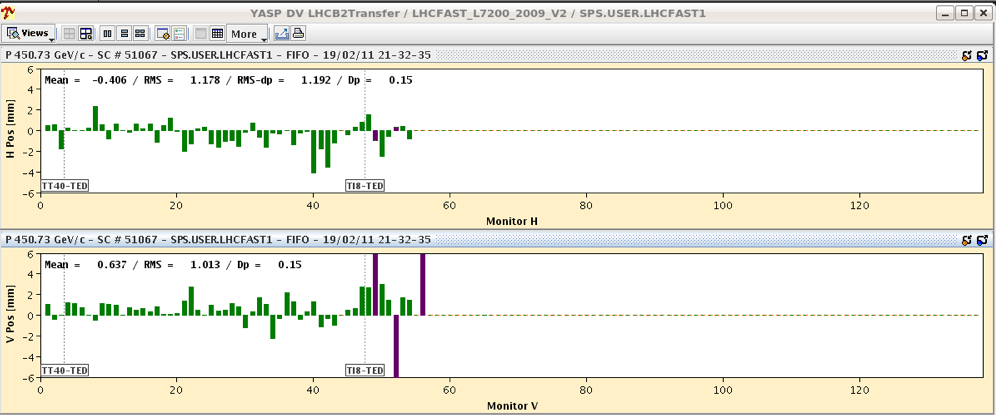 YASP DV LHCB2Transfer / LHCFAST_L7200_2009_V2 / SPS.USER.LHCFAST1
Views
More
P 450.73 GeV/c - SC # 51067 - SPS.USER.LHCFAST1 - FIFO - 19/02/11 21-32-35
Mean = -0.406 / RMS = 1.178 / RMS-dp = 1.192 / Dp = 0.15
H Pos [mm]
6
4
2
0
-2
-4
-6
TT40-TED
TI8-TED
0 20 40 60 80 100 120
Monitor H
P 450.73 GeV/c - SC # 51067 - SPS.USER.LHCFAST1 - FIFO - 19/02/11 21-32-35
Mean = 0.637 / RMS = 1.013 / Dp = 0.15
V Pos [mm]
6
4
2
0
-2
-4
-6
TT40-TED
TI8-TED
0 20 40 60 80 100 120
Monitor V